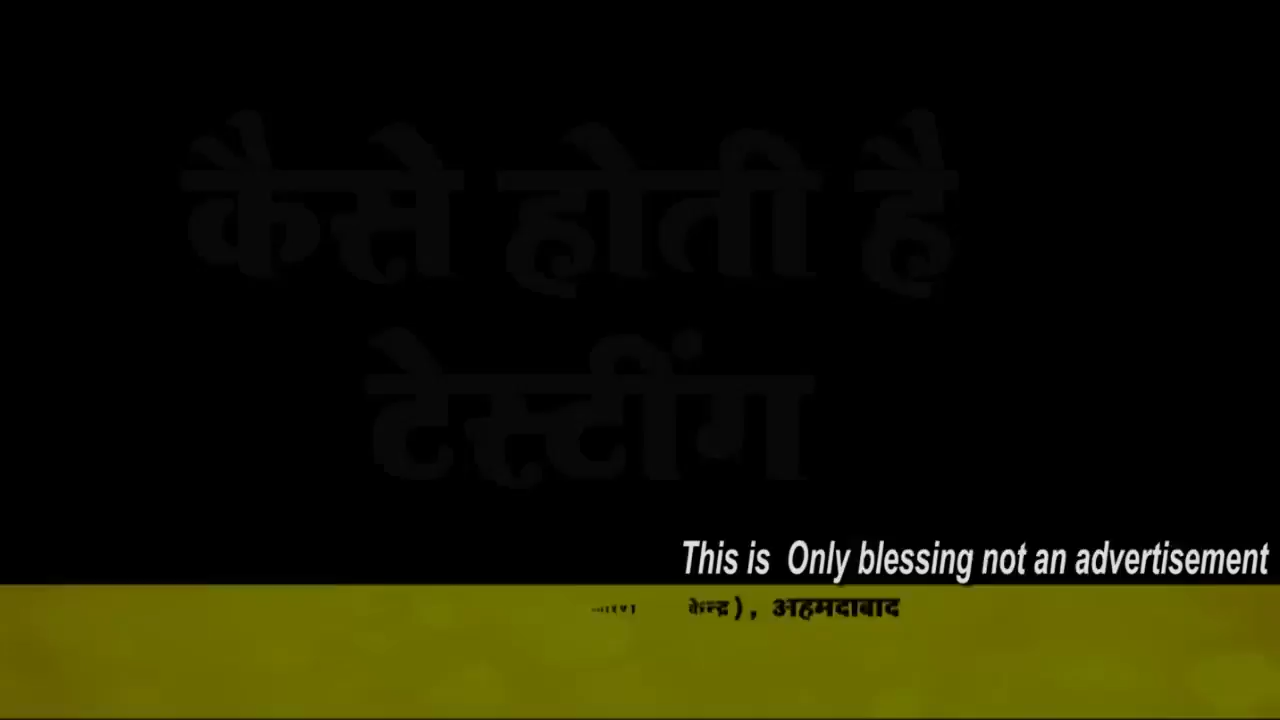 कैसे होती है
टेस्टींग
This is Only blessing not an advertisement
केन्द्र), अहमदाबाद